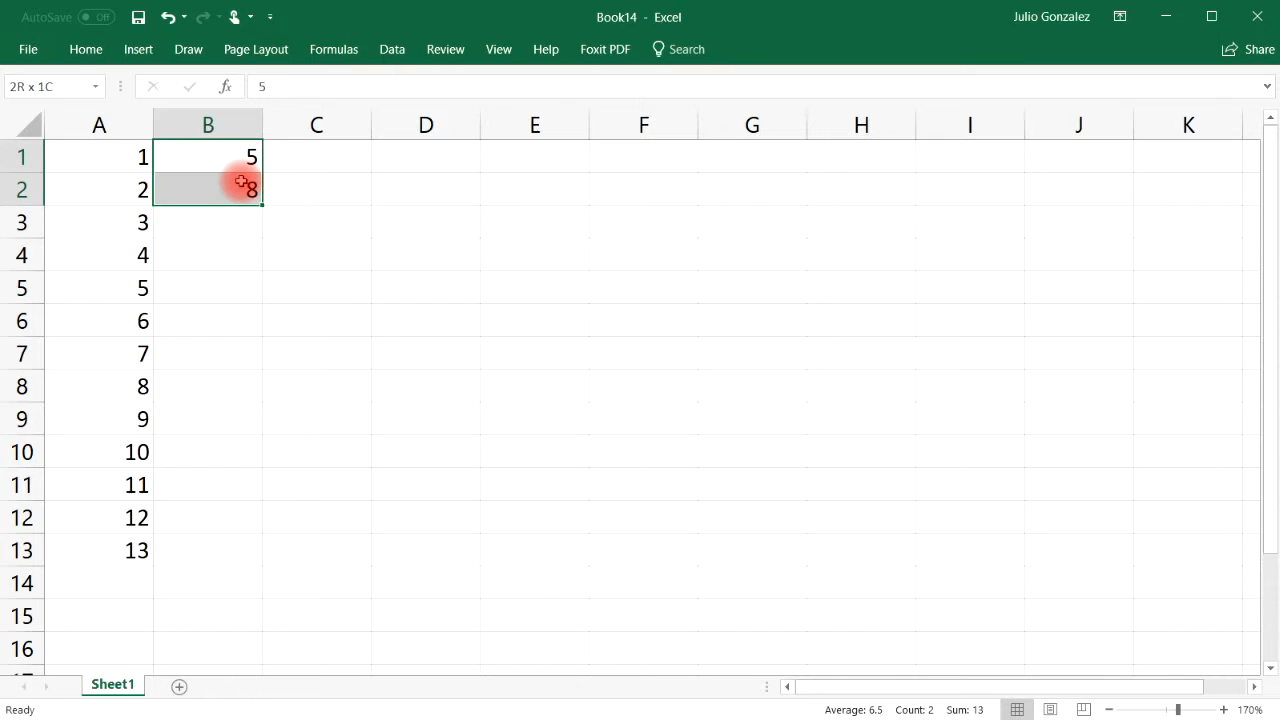 AutoSave Off Book14 - Excel Julio Gonzalez
File Home Insert Draw Page Layout Formulas Data Review View Help Foxit PDF Search Share
2R x 1C fx 5
A B C D E F G H I J K
1 1 5
2 2 8
3 3
4 4
5 5
6 6
7 7
8 8
9 9
10 10
11 11
12 12
13 13
14
15
16
Sheet1
Ready Average: 6.5 Count: 2 Sum: 13 170%